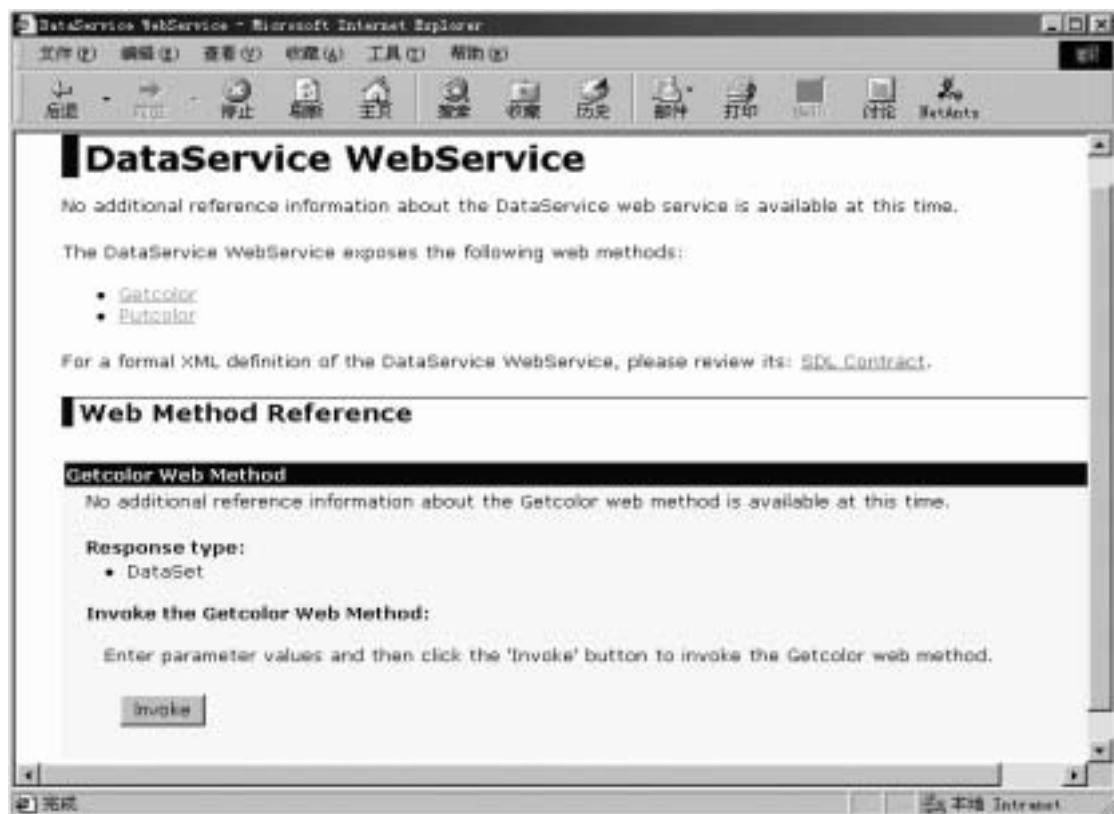 DataService WebService - Microsoft Internet Explorer
文件(F) 编辑(E) 查看(V) 收藏(A) 工具(T) 帮助(H)
后退 停止 刷新 主页 搜索 收藏 历史 邮件 打印 讨论 NetAnts
DataService WebService
No additional reference information about the DataService web service is available at this time.
The DataService WebService exposes the following web methods:
Getcolor
Putcolor
For a formal XML definition of the DataService WebService, please review its: SDL Contract.
Web Method Reference
Getcolor Web Method
No additional reference information about the Getcolor web method is available at this time.
Response type:
DataSet
Invoke the Getcolor Web Method:
Enter parameter values and then click the 'Invoke' button to invoke the Getcolor web method.
Invoke
完成 本地 Intranet